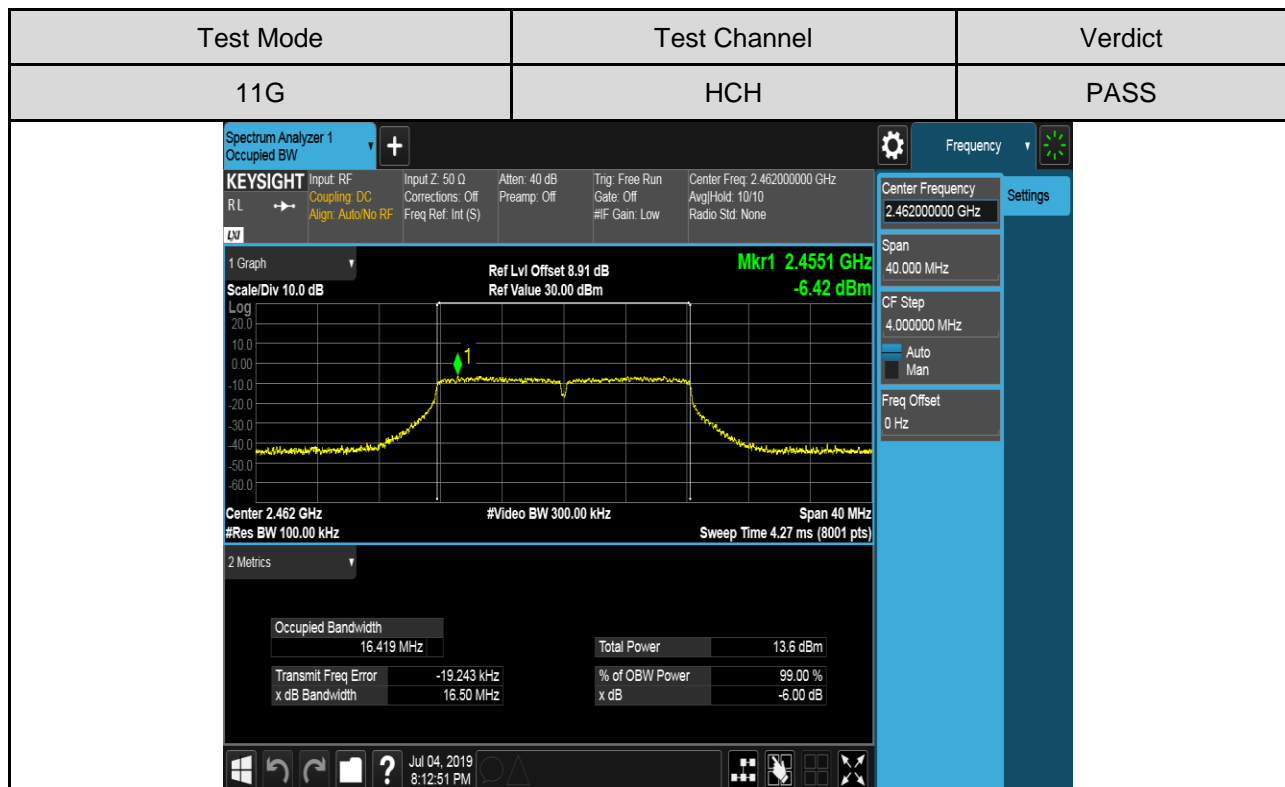 Test Mode Test Channel Verdict
11G HCH PASS
Spectrum Analyzer 1
Occupied BW
+
Frequency
KEYSIGHT
R L
LXI
Input: RF
Coupling: DC
Align: Auto/No RF
Input Z: 50 Ω
Corrections: Off
Freq Ref: Int (S)
Atten: 40 dB
Preamp: Off
Trig: Free Run
Gate: Off
#IF Gain: Low
Center Freq: 2.462000000 GHz
Avg|Hold: 10/10
Radio Std: None
Center Frequency
2.462000000 GHz
Settings
Span
40.000 MHz
CF Step
4.000000 MHz
Auto
Man
Freq Offset
0 Hz
1 Graph
Scale/Div 10.0 dB
Ref Lvl Offset 8.91 dB
Ref Value 30.00 dBm
Mkr1 2.4551 GHz
-6.42 dBm
Log
20.0
10.0
0.00
-10.0
-20.0
-30.0
-40.0
-50.0
-60.0
1
Center 2.462 GHz
#Res BW 100.00 kHz
#Video BW 300.00 kHz
Span 40 MHz
Sweep Time 4.27 ms (8001 pts)
2 Metrics
Occupied Bandwidth
16.419 MHz
Total Power 13.6 dBm
Transmit Freq Error -19.243 kHz
% of OBW Power 99.00 %
x dB Bandwidth 16.50 MHz
x dB -6.00 dB
?
Jul 04, 2019
8:12:51 PM